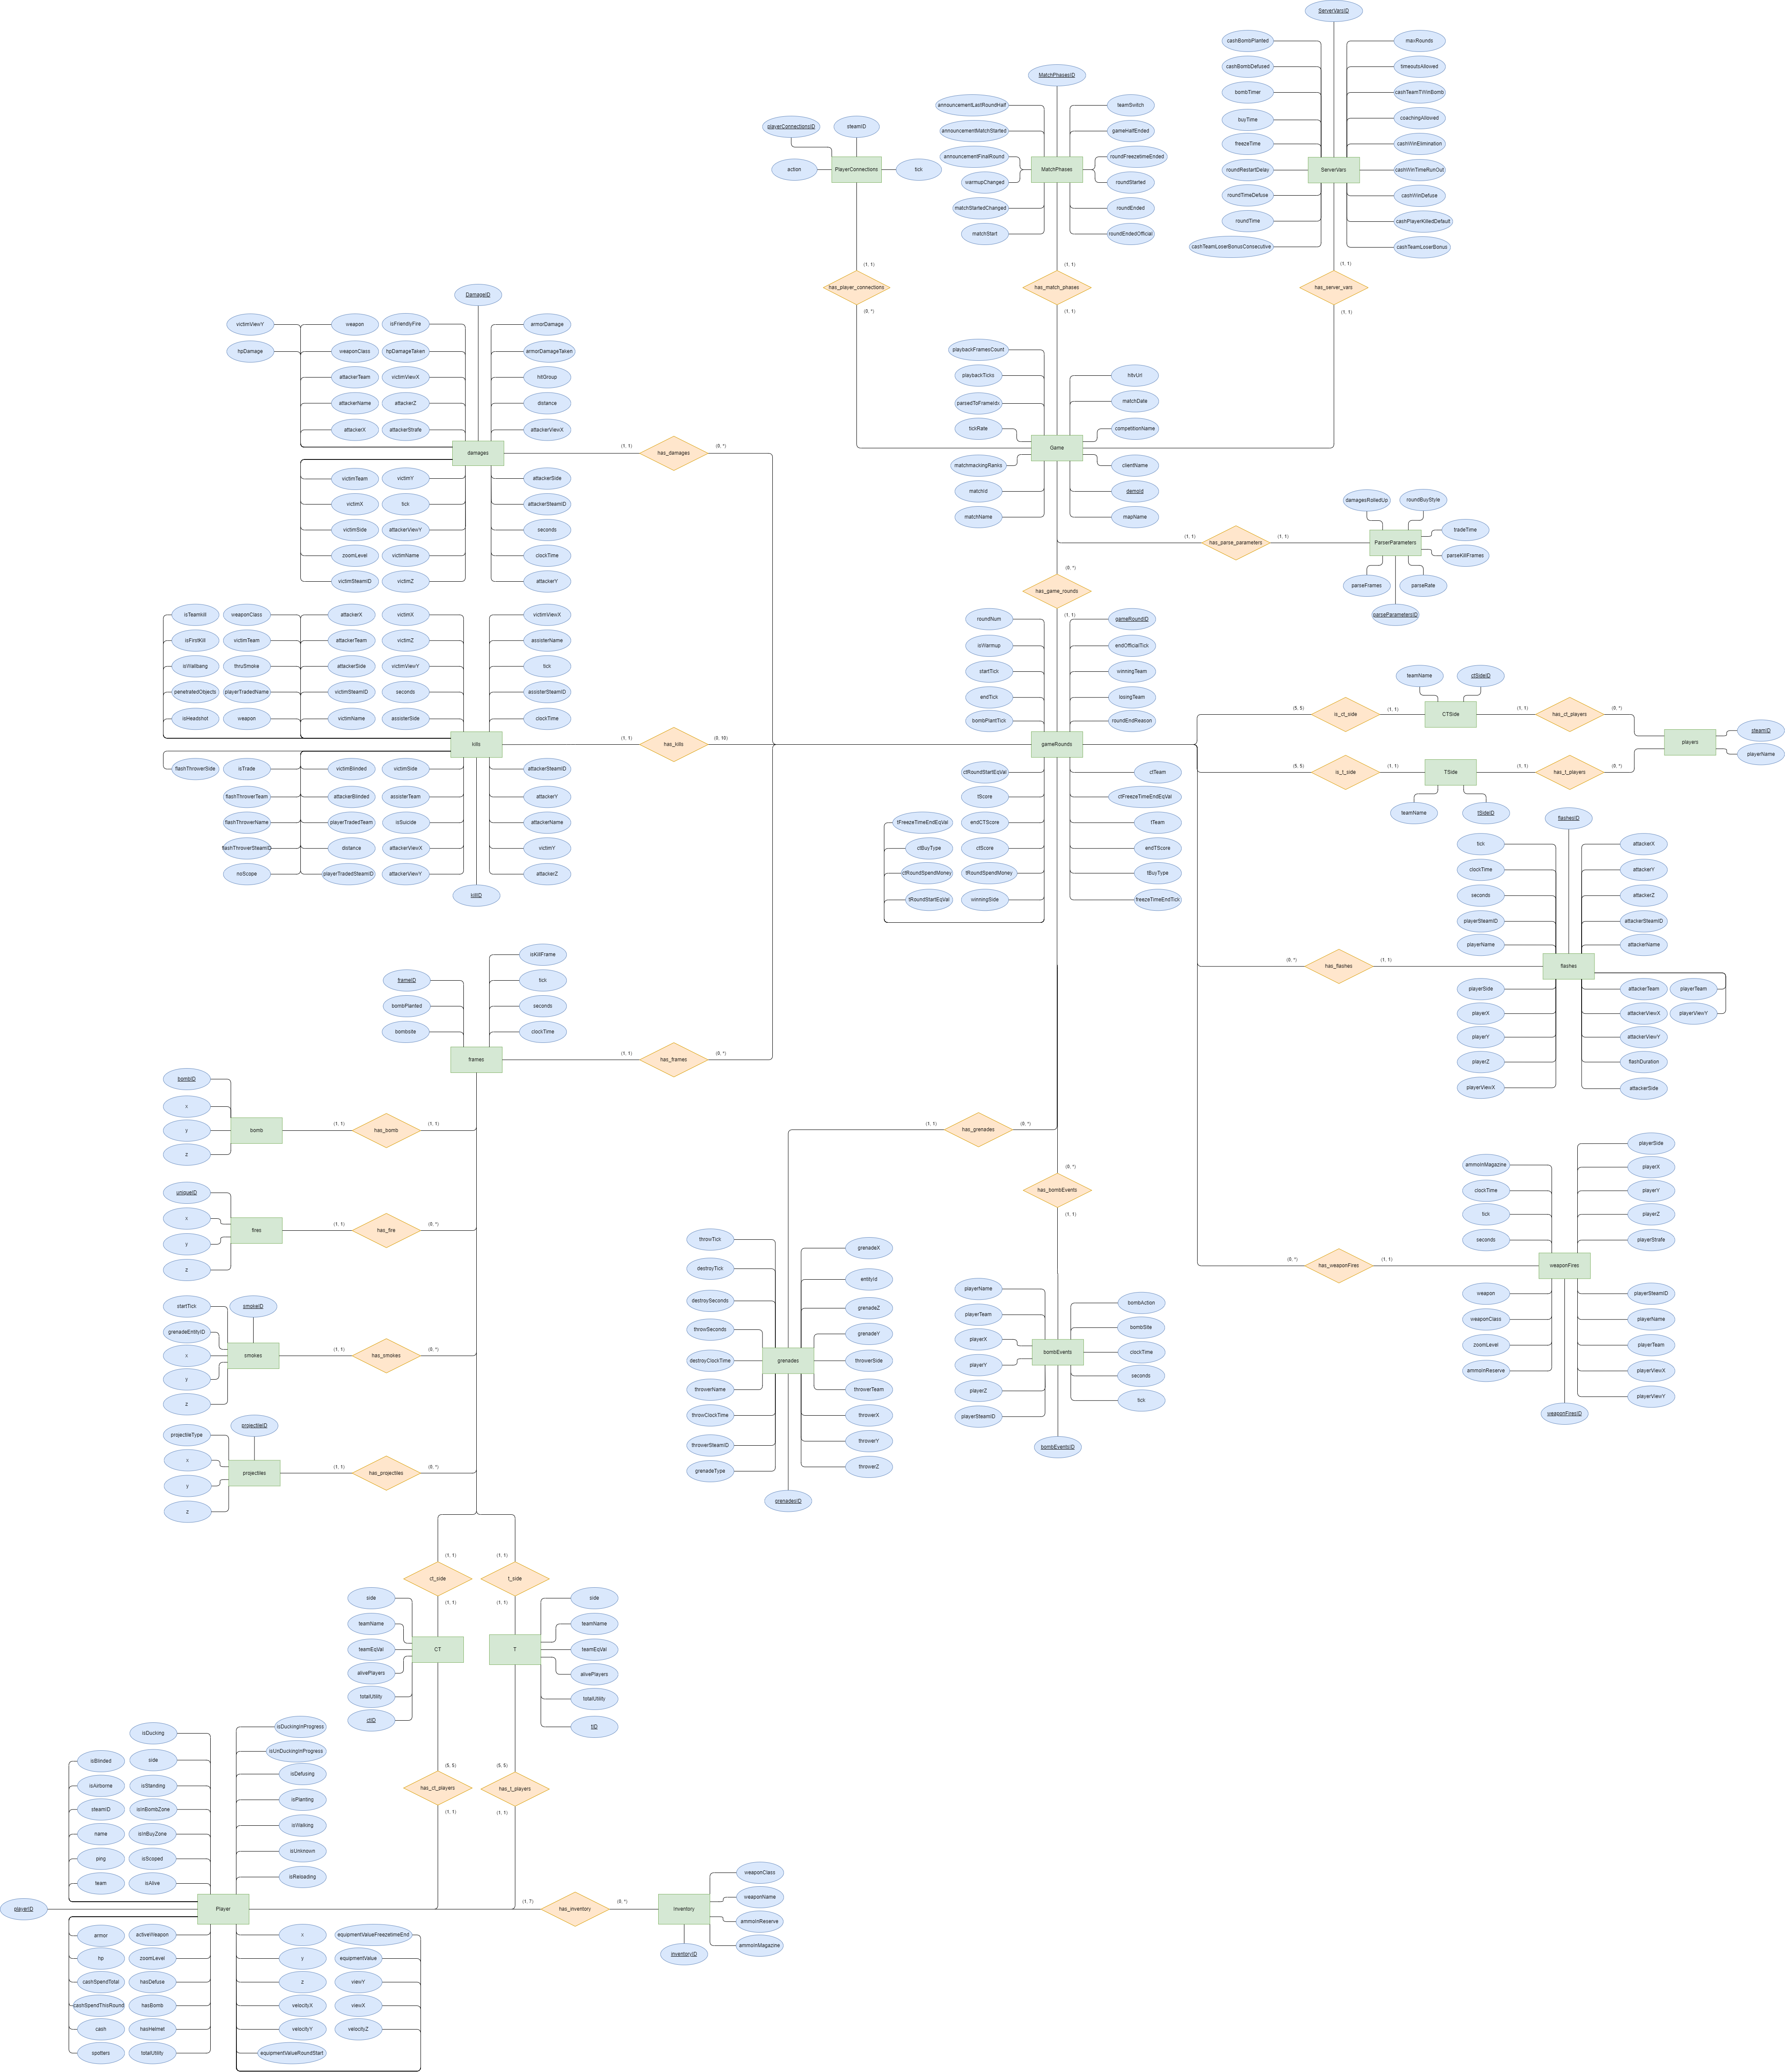 ServerVarsID
cashBombPlanted
cashBombDefused
bombTimer
buyTime
freezeTime
roundRestartDelay
roundTimeDefuse
roundTime
cashTeamLoserBonusConsecutive
maxRounds
timeoutsAllowed
cashTeamTWinBomb
coachingAllowed
cashWinElimination
cashWinTimeRunOut
cashWinDefuse
cashPlayerKilledDefault
cashTeamLoserBonus
ServerVars
(1, 1)
has_server_vars
(1, 1)
MatchPhasesID
announcementLastRoundHalf
announcementMatchStarted
announcementFinalRound
warmupChanged
matchStartedChanged
matchStart
teamSwitch
gameHalfEnded
roundFreezetimeEnded
roundStarted
roundEnded
roundEndedOfficial
MatchPhases
(1, 1)
has_match_phases
(1, 1)
playerConnectionsID
steamID
action
PlayerConnections
tick
(1, 1)
has_player_connections
(0, *)
playbackFramesCount
playbackTicks
parsedToFrameIdx
tickRate
matchmackingRanks
matchId
matchName
hltvUrl
matchDate
competitionName
clientName
demoId
mapName
Game
(1, 1)
has_parse_parameters
(1, 1)
damagesRolledUp
roundBuyStyle
tradeTime
ParserParameters
parseKillFrames
parseFrames
parseRate
parseParametersID
(0, *)
has_game_rounds
(1, 1)
DamageID
victimViewY
hpDamage
weapon
weaponClass
attackerTeam
attackerName
attackerX
isFriendlyFire
hpDamageTaken
victimViewX
attackerZ
attackerStrafe
armorDamage
armorDamageTaken
hitGroup
distance
attackerViewX
damages
(1, 1)
has_damages
(0, *)
victimTeam
victimX
victimSide
zoomLevel
victimSteamID
victimY
tick
attackerViewY
victimName
victimZ
attackerSide
attackerSteamID
seconds
clockTime
attackerY
isTeamkill
isFirstKill
isWallbang
penetratedObjects
isHeadshot
weaponClass
victimTeam
thruSmoke
playerTradedName
weapon
attackerX
attackerTeam
attackerSide
victimSteamID
victimName
victimX
victimZ
victimViewY
seconds
assisterSide
victimViewX
assisterName
tick
assisterSteamID
clockTime
kills
(1, 1)
has_kills
(0, 10)
flashThrowerSide
isTrade
flashThrowerTeam
flashThrowerName
flashThrowerSteamID
noScope
victimBlinded
attackerBlinded
playerTradedTeam
distance
playerTradedSteamID
victimSide
assisterTeam
isSuicide
attackerViewX
attackerViewY
attackerSteamID
attackerY
attackerName
victimY
attackerZ
killID
roundNum
isWarmup
startTick
endTick
bombPlantTick
gameRoundID
endOfficialTick
winningTeam
losingTeam
roundEndReason
gameRounds
tFreezeTimeEndEqVal
ctBuyType
ctRoundSpendMoney
tRoundStartEqVal
ctRoundStartEqVal
tScore
endCTScore
ctScore
tRoundSpendMoney
winningSide
ctTeam
ctFreezeTimeEndEqVal
tTeam
endTScore
tBuyType
freezeTimeEndTick
(5, 5)
is_ct_side
(1, 1)
teamName
ctSideID
CTSide
(1, 1)
has_ct_players
(0, *)
(5, 5)
is_t_side
(1, 1)
TSide
teamName
tSideID
(1, 1)
has_t_players
(0, *)
players
steamID
playerName
flashesID
tick
clockTime
seconds
playerSteamID
playerName
attackerX
attackerY
attackerZ
attackerSteamID
attackerName
(0, *)
has_flashes
(1, 1)
flashes
playerSide
playerX
playerY
playerZ
playerViewX
attackerTeam
attackerViewX
attackerViewY
flashDuration
attackerSide
playerTeam
playerViewY
frameID
bombPlanted
bombsite
isKillFrame
tick
seconds
clockTime
frames
(1, 1)
has_frames
(0, *)
bombID
x
y
z
bomb
(1, 1)
has_bomb
(1, 1)
uniqueID
x
y
z
fires
(1, 1)
has_fire
(0, *)
startTick
smokeID
grenadeEntityID
x
y
z
smokes
(1, 1)
has_smokes
(0, *)
projectileType
projectileID
x
y
z
projectiles
(1, 1)
has_projectiles
(0, *)
(1, 1)
has_grenades
(0, *)
(0, *)
has_bombEvents
(1, 1)
throwTick
destroyTick
destroySeconds
throwSeconds
destroyClockTime
throwerName
throwClockTime
throwerSteamID
grenadeType
grenadeX
entityId
grenadeZ
grenadeY
throwerSide
throwerTeam
throwerX
throwerY
throwerZ
grenades
grenadesID
playerName
playerTeam
playerX
playerY
playerZ
playerSteamID
bombAction
bombSite
clockTime
seconds
tick
bombEvents
bombEventsID
(0, *)
has_weaponFires
(1, 1)
ammoInMagazine
clockTime
tick
seconds
playerSide
playerX
playerY
playerZ
playerStrafe
weaponFires
weapon
weaponClass
zoomLevel
ammoInReserve
playerSteamID
playerName
playerTeam
playerViewX
playerViewY
weaponFiresID
(1, 1)
ct_side
(1, 1)
(1, 1)
t_side
(1, 1)
side
teamName
teamEqVal
alivePlayers
totalUtility
ctID
CT
T
side
teamName
teamEqVal
alivePlayers
totalUtility
tID
(5, 5)
has_ct_players
(1, 1)
(5, 5)
has_t_players
(1, 1)
isDucking
isBlinded
isAirborne
steamID
name
ping
team
side
isStanding
isInBombZone
isInBuyZone
isScoped
isAlive
isDuckingInProgress
isUnDuckingInProgress
isDefusing
isPlanting
isWalking
isUnknown
isReloading
playerID
Player
(1, 7)
has_inventory
(0, *)
Inventory
weaponClass
weaponName
ammoInReserve
ammoInMagazine
inventoryID
armor
hp
cashSpendTotal
cashSpendThisRound
cash
spotters
activeWeapon
zoomLevel
hasDefuse
hasBomb
hasHelmet
totalUtility
x
y
z
velocityX
velocityY
equipmentValueRoundStart
equipmentValueFreezetimeEnd
equipmentValue
viewY
viewX
velocityZ